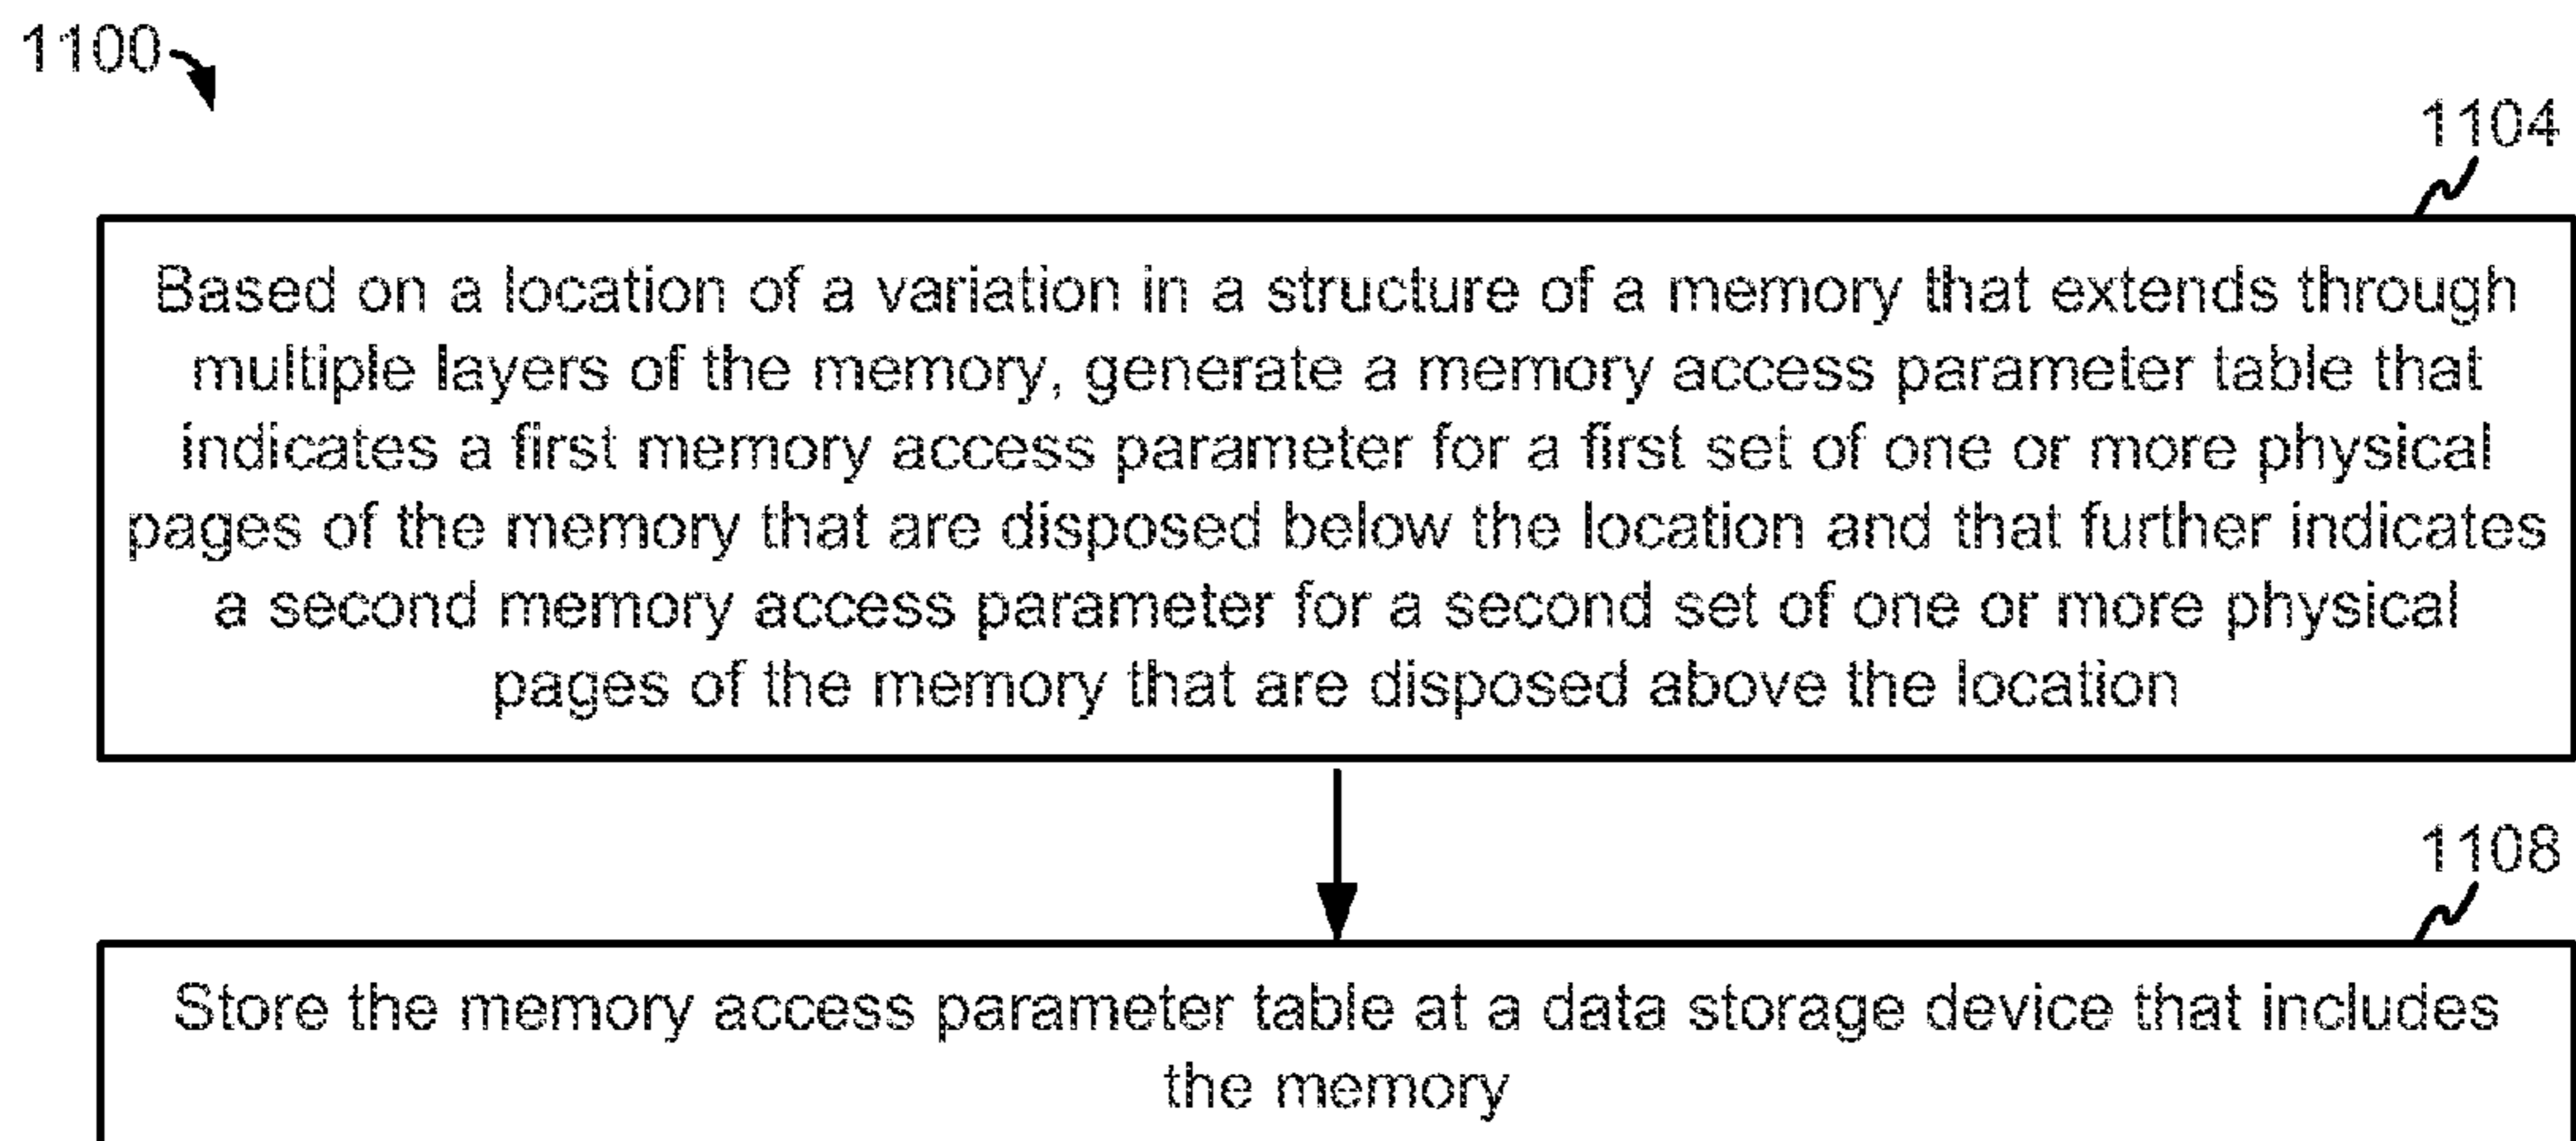 1100
1104
Based on a location of a variation in a structure of a memory that extends through
multiple layers of the memory, generate a memory access parameter table that
indicates a first memory access parameter for a first set of one or more physical
pages of the memory that are disposed below the location and that further indicates
a second memory access parameter for a second set of one or more physical
pages of the memory that are disposed above the location
1108
Store the memory access parameter table at a data storage device that includes
the memory